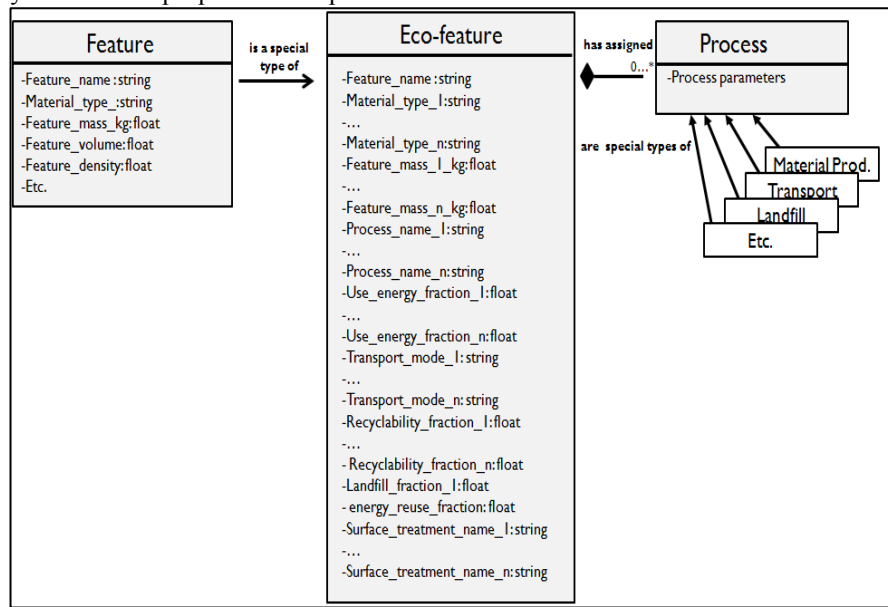 Feature
-Feature_name :string
-Material_type_:string
-Feature_mass_kg:float
-Feature_volume:float
-Feature_density:float
-Etc.
is a special
type of
Eco-feature
-Feature_name :string
-Material_type_1:string
-...
-Material_type_n:string
-Feature_mass_1_kg:float
-...
-Feature_mass_n_kg:float
-Process_name_1:string
-...
-Process_name_n:string
-Use_energy_fraction_1:float
-...
-Use_energy_fraction_n:float
-Transport_mode_1:string
-...
-Transport_mode_n:string
-Recyclability_fraction_1:float
-...
- Recyclability_fraction_n:float
-Landfill_fraction_1:float
- energy_reuse_fraction:float
-Surface_treatment_name_1:string
-...
-Surface_treatment_name_n:string
has assigned
0...*
Process
-Process parameters
are special types of
Material Prod.
Transport
Landfill
Etc.